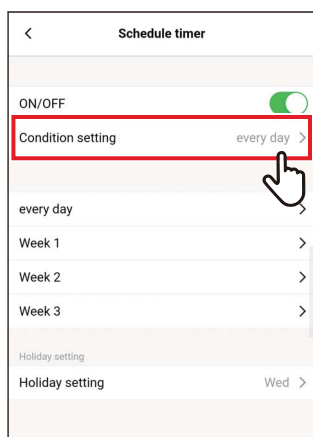 Schedule timer
ON/OFF
Condition setting every day
every day
Week 1
Week 2
Week 3
Holiday setting
Holiday setting Wed